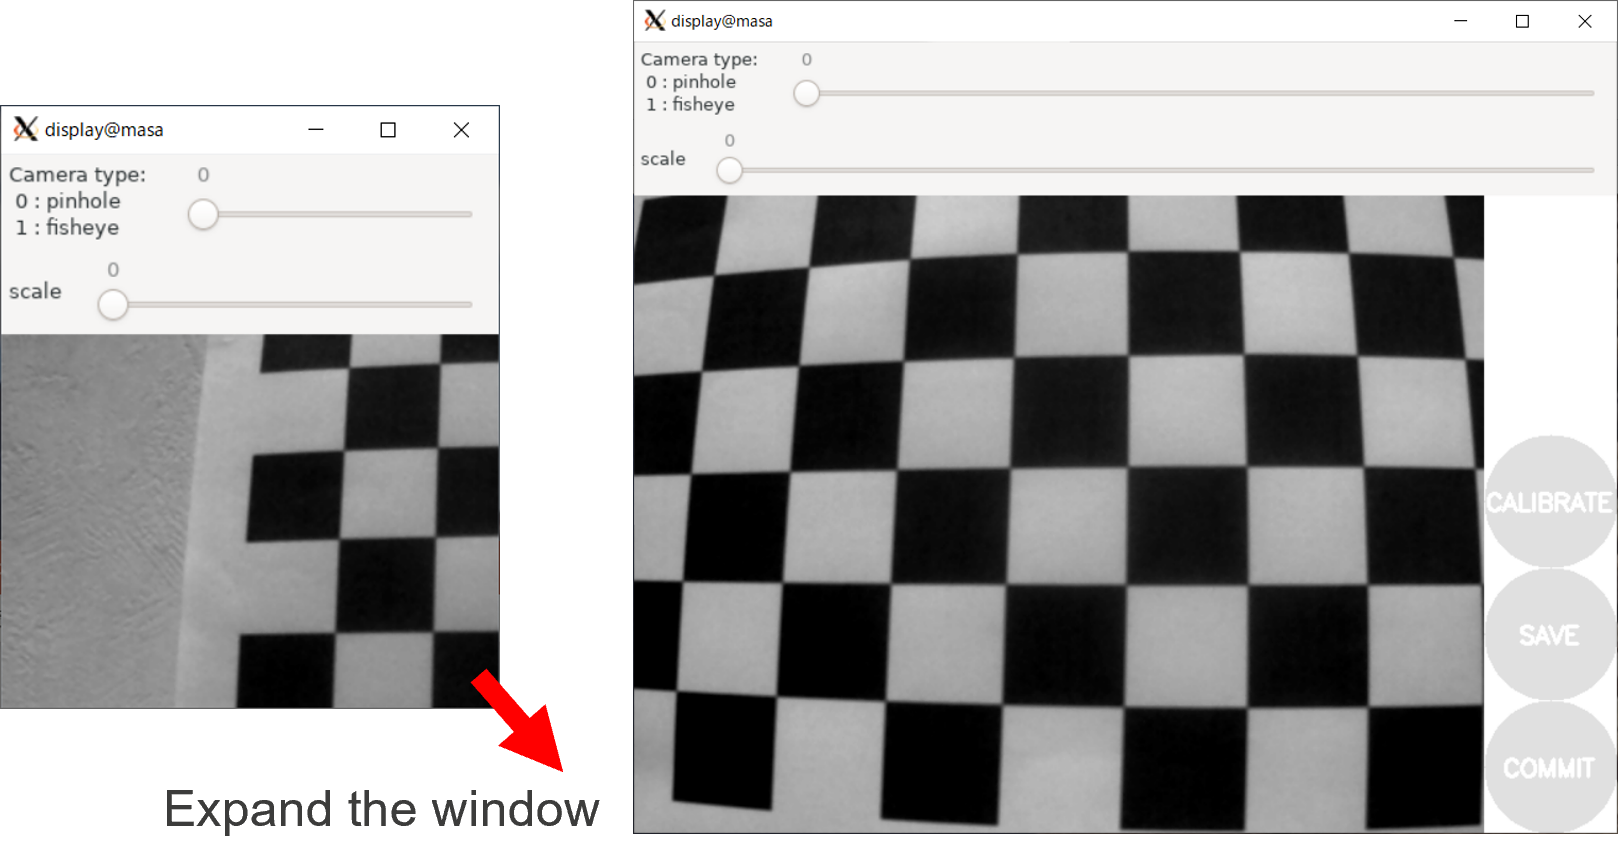 display@masa
Camera type:
0 : pinhole
1 : fisheye
0
scale
0
Expand the window
display@masa
Camera type:
0 : pinhole
1 : fisheye
0
scale
0
CALIBRATE
SAVE
COMMIT